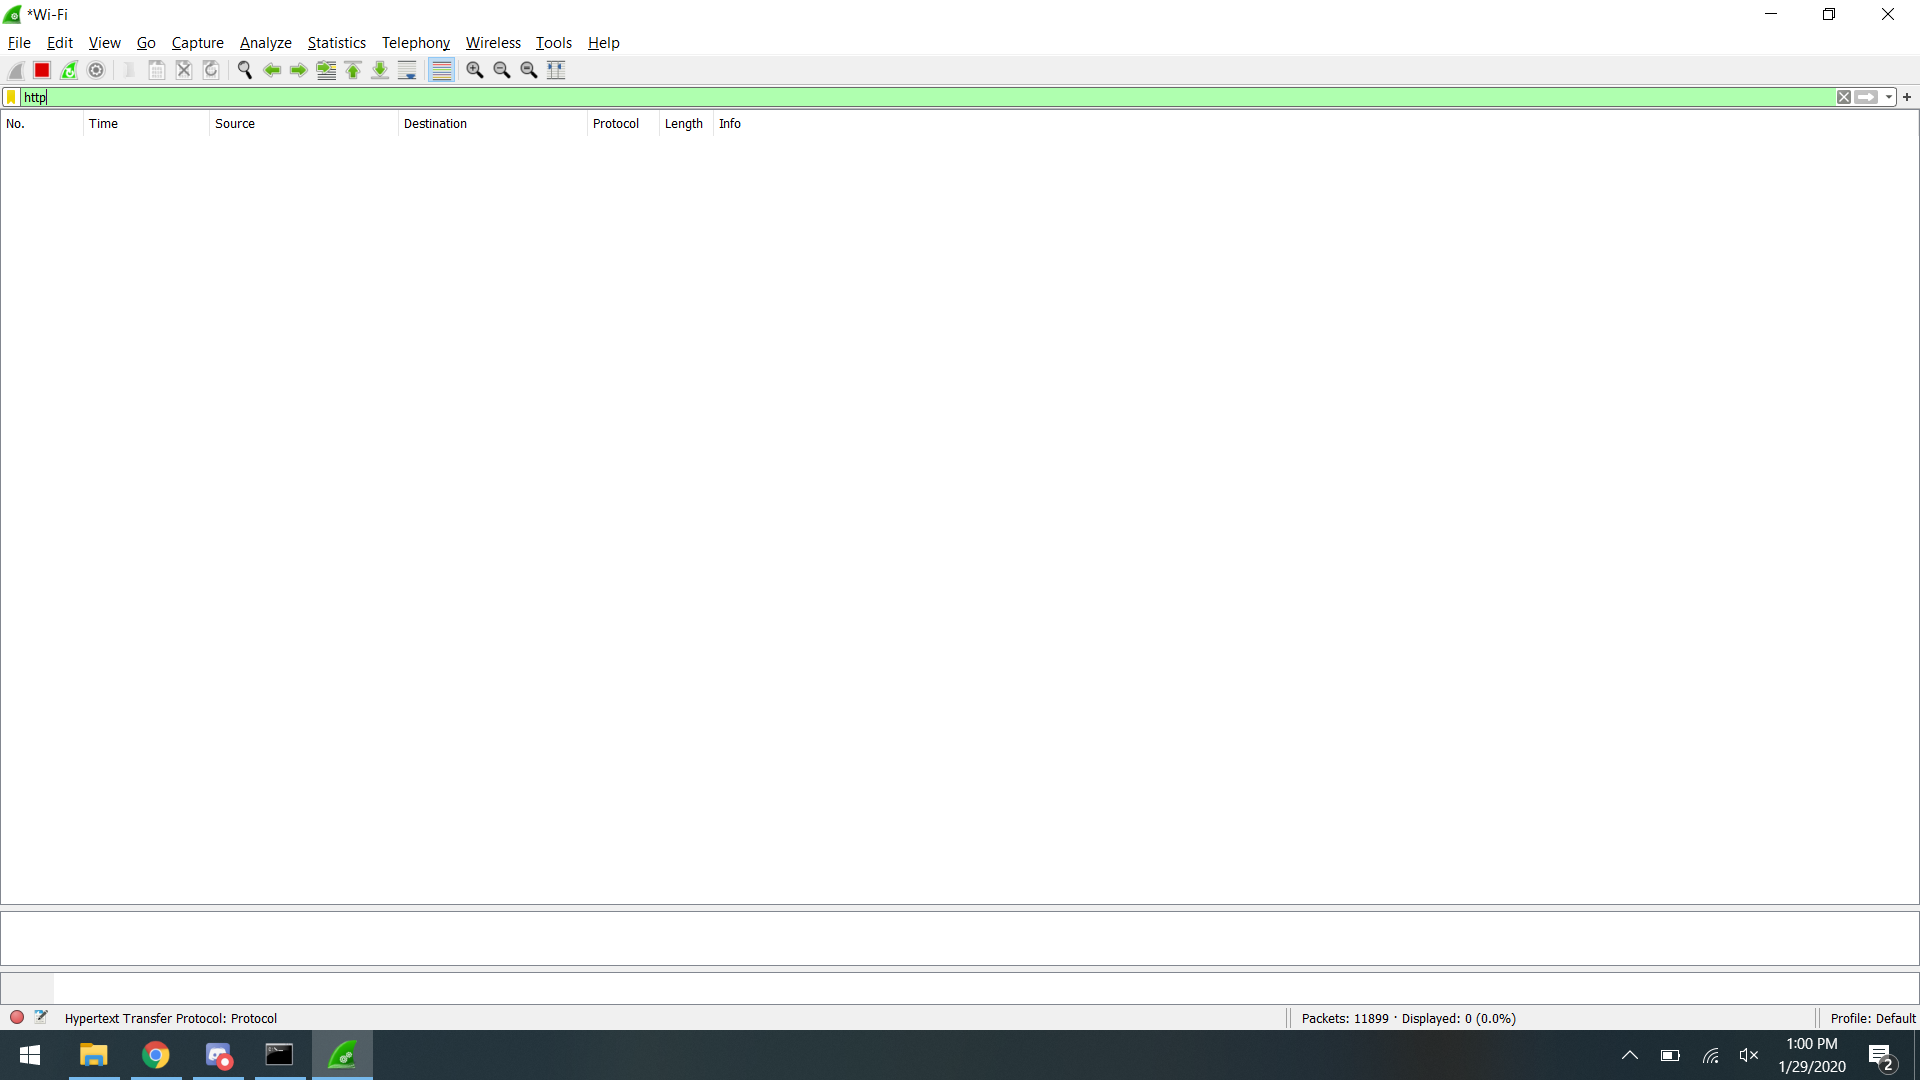 *Wi-Fi
File Edit View Go Capture Analyze Statistics Telephony Wireless Tools Help
http
No. Time Source Destination Protocol Length Info
Hypertext Transfer Protocol: Protocol
Packets: 11899 · Displayed: 0 (0.0%)
Profile: Default
1:00 PM
1/29/2020
2